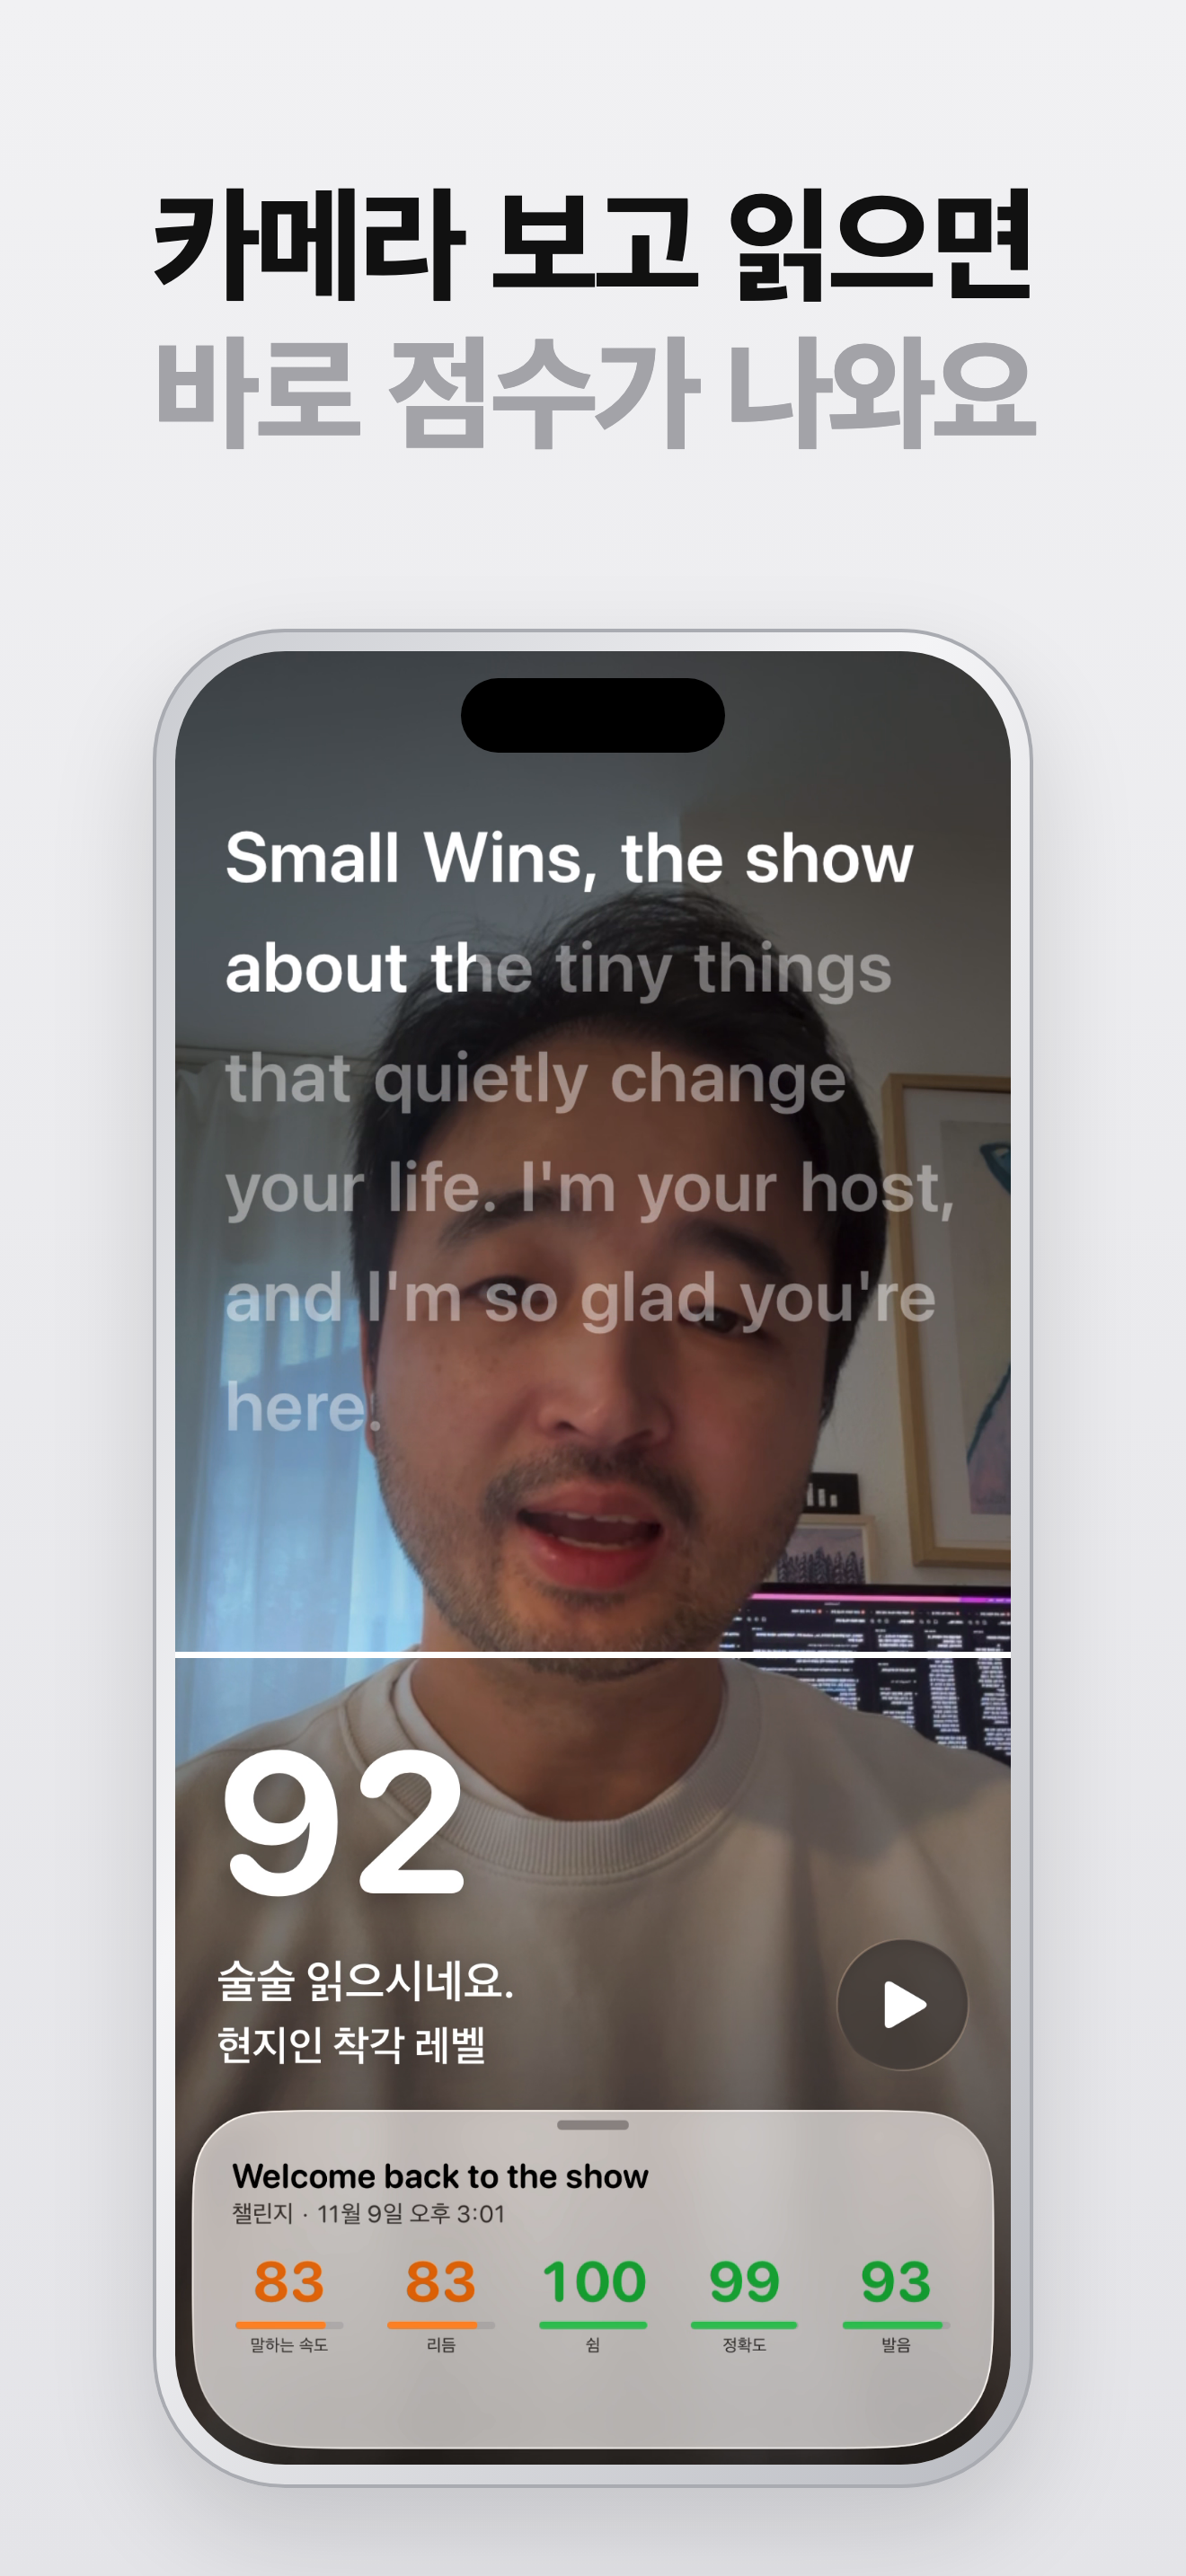 카메라 보고 읽으면
바로 점수가 나와요
Small Wins, the show
about the tiny things
that quietly change
your life. I'm your host,
and I'm so glad you're
here.
92
술술 읽으시네요.
현지인 착각 레벨
Welcome back to the show
챌린지 · 11월 9일 오후 3:01
83 83 100 99 93
말하는 속도 리듬 쉼 정확도 발음